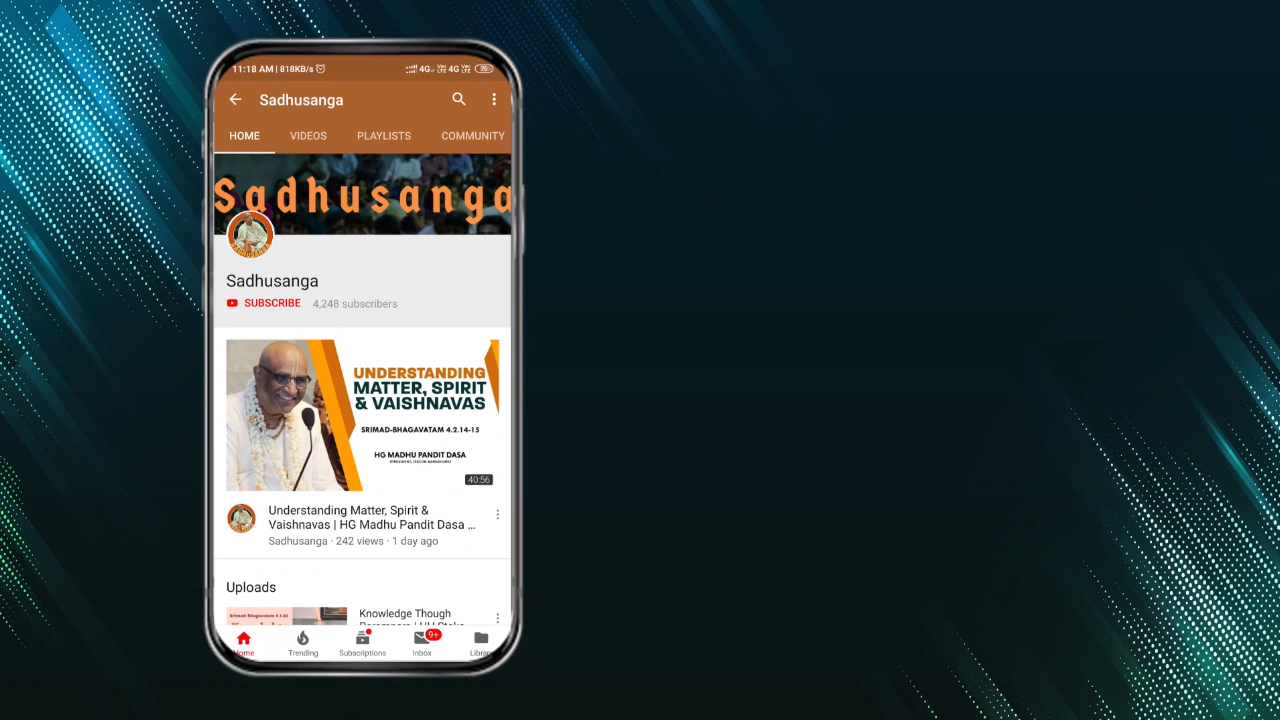 11:18 AM | 818KB/s
4G 4G 75
Sadhusanga
HOME VIDEOS PLAYLISTS COMMUNITY
Sadhusanga
Sadhusanga
SUBSCRIBE 4,248 subscribers
UNDERSTANDING
MATTER, SPIRIT
& VAISHNAVAS
SRIMAD-BHAGAVATAM 4.2.14-15
HG MADHU PANDIT DASA
40:56
Understanding Matter, Spirit &
Vaishnavas | HG Madhu Pandit Dasa ...
Sadhusanga · 242 views · 1 day ago
Uploads
Knowledge Though
9+
Home Trending Subscriptions Inbox Library